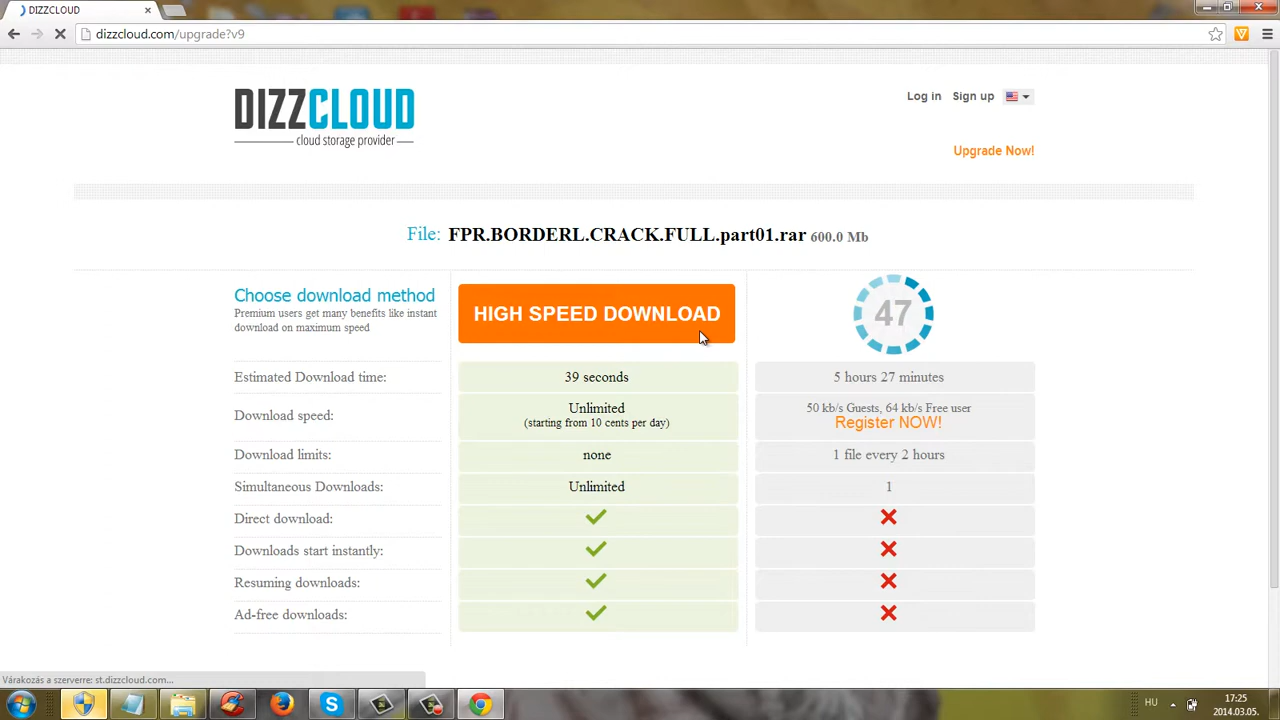 DIZZCLOUD
dizzcloud.com/upgrade?v9
DIZZCLOUD
cloud storage provider
Log in
Sign up
Upgrade Now!
File: FPR.BORDERL.CRACK.FULL.part01.rar 600.0 Mb
Choose download method
Premium users get many benefits like instant
download on maximum speed
HIGH SPEED DOWNLOAD
47
Estimated Download time:
39 seconds
5 hours 27 minutes
Download speed:
Unlimited
(starting from 10 cents per day)
50 kb/s Guests, 64 kb/s Free user
Register NOW!
Download limits:
none
1 file every 2 hours
Simultaneous Downloads:
Unlimited
1
Direct download:
Downloads start instantly:
Resuming downloads:
Ad-free downloads:
Várakozás a szerverre: st.dizzcloud.com...
HU
17:25
2014.03.05.